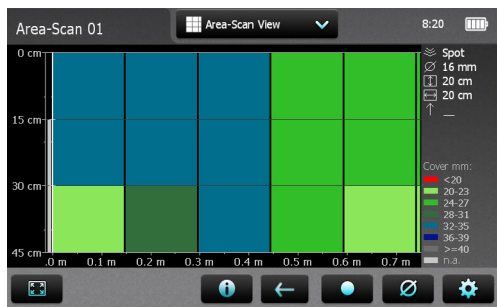 Area-Scan 01
Area-Scan View
8:20
0 cm
15 cm
30 cm
45 cm
.0 m 0.1 m 0.2 m 0.3 m 0.4 m 0.5 m 0.6 m 0.7 m
Spot
16 mm
20 cm
20 cm
Cover mm:
<20
20-23
24-27
28-31
32-35
36-39
>=40
n.a.